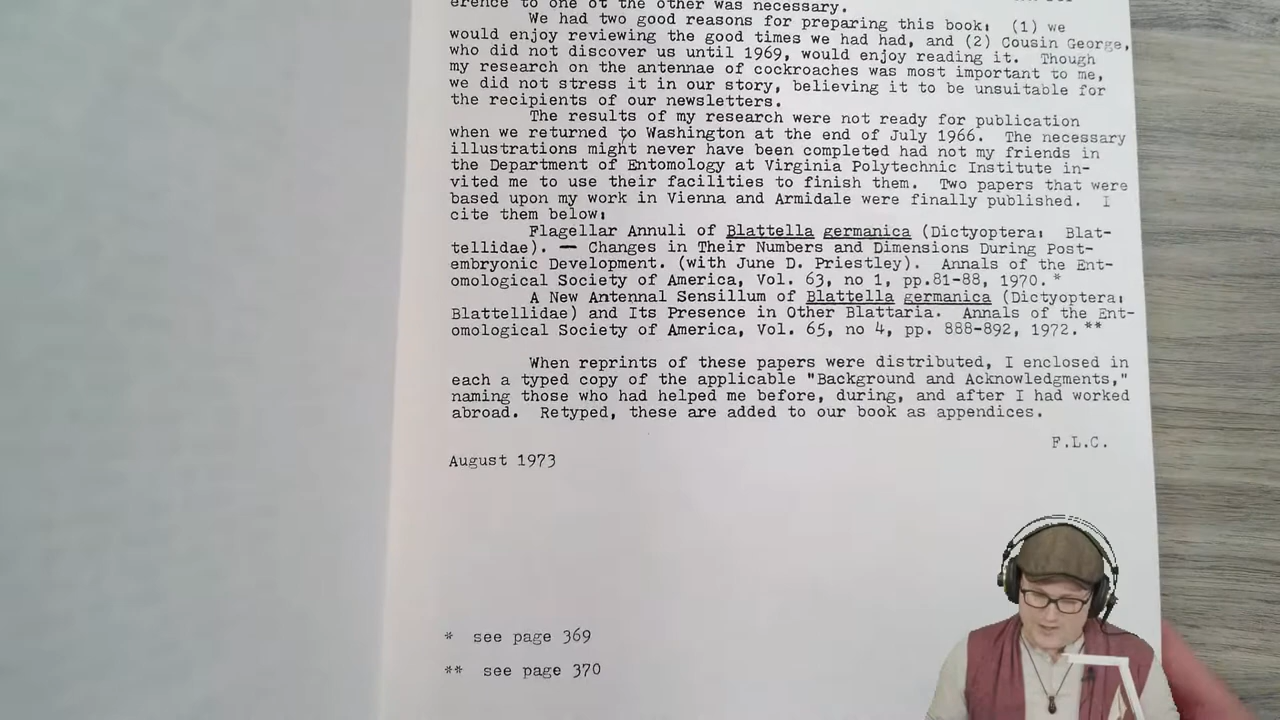 erence to one of the other was necessary.
We had two good reasons for preparing this book: (1) we
would enjoy reviewing the good times we had had, and (2) Cousin George,
who did not discover us until 1969, would enjoy reading it. Though
my research on the antennae of cockroaches was most important to me,
we did not stress it in our story, believing it to be unsuitable for
the recipients of our newsletters.
The results of my research were not ready for publication
when we returned to Washington at the end of July 1966. The necessary
illustrations might never have been completed had not my friends in
the Department of Entomology at Virginia Polytechnic Institute in-
vited me to use their facilities to finish them. Two papers that were
based upon my work in Vienna and Armidale were finally published. I
cite them below:
Flagellar Annuli of Blattella germanica (Dictyoptera: Blat-
tellidae). — Changes in Their Numbers and Dimensions During Post-
embryonic Development. (with June D. Priestley). Annals of the Ent-
omological Society of America, Vol. 63, no 1, pp.81-88, 1970. *
A New Antennal Sensillum of Blattella germanica (Dictyoptera:
Blattellidae) and Its Presence in Other Blattaria. Annals of the Ent-
omological Society of America, Vol. 65, no 4, pp. 888-892, 1972. **
When reprints of these papers were distributed, I enclosed in
each a typed copy of the applicable "Background and Acknowledgments,"
naming those who had helped me before, during, and after I had worked
abroad. Retyped, these are added to our book as appendices.
F.L.C.
August 1973
* see page 369
** see page 370